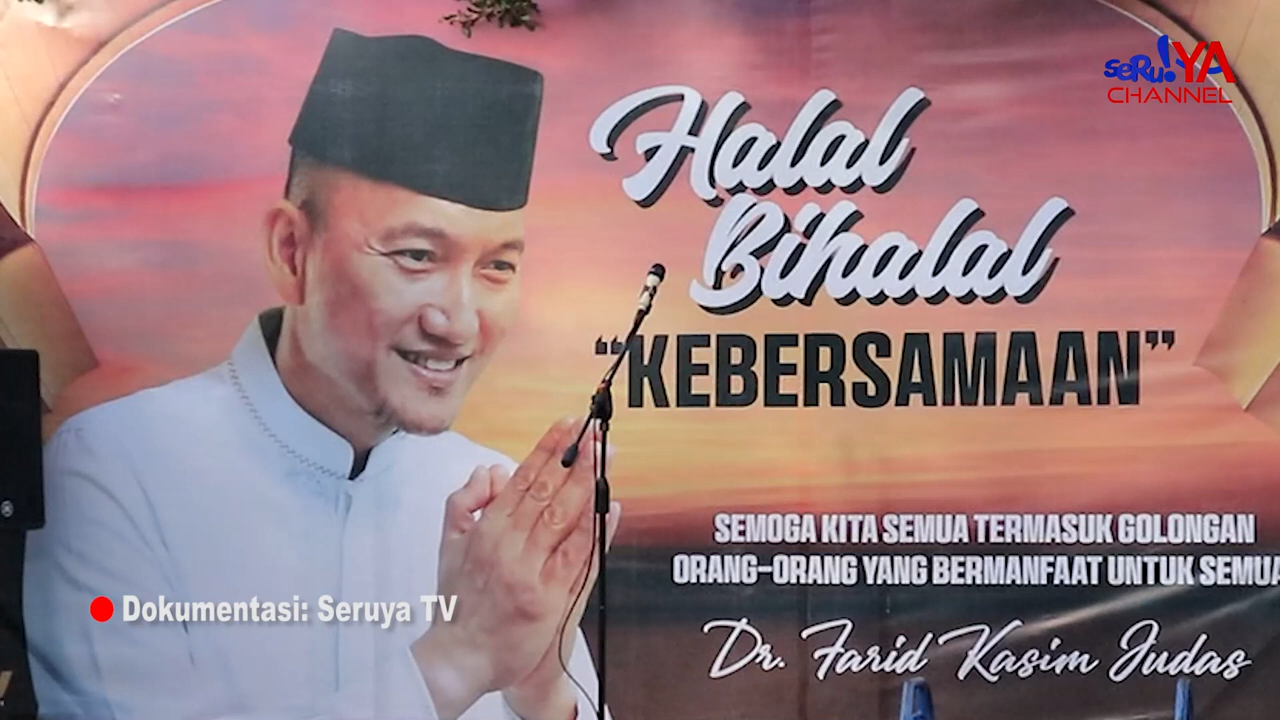 seRu!YA
CHANNEL
Halal
Bihalal
"KEBERSAMAAN"
SEMOGA KITA SEMUA TERMASUK GOLONGAN
ORANG-ORANG YANG BERMANFAAT UNTUK SEMUA
Dr. Farid Kasim Judas
Dokumentasi: Seruya TV